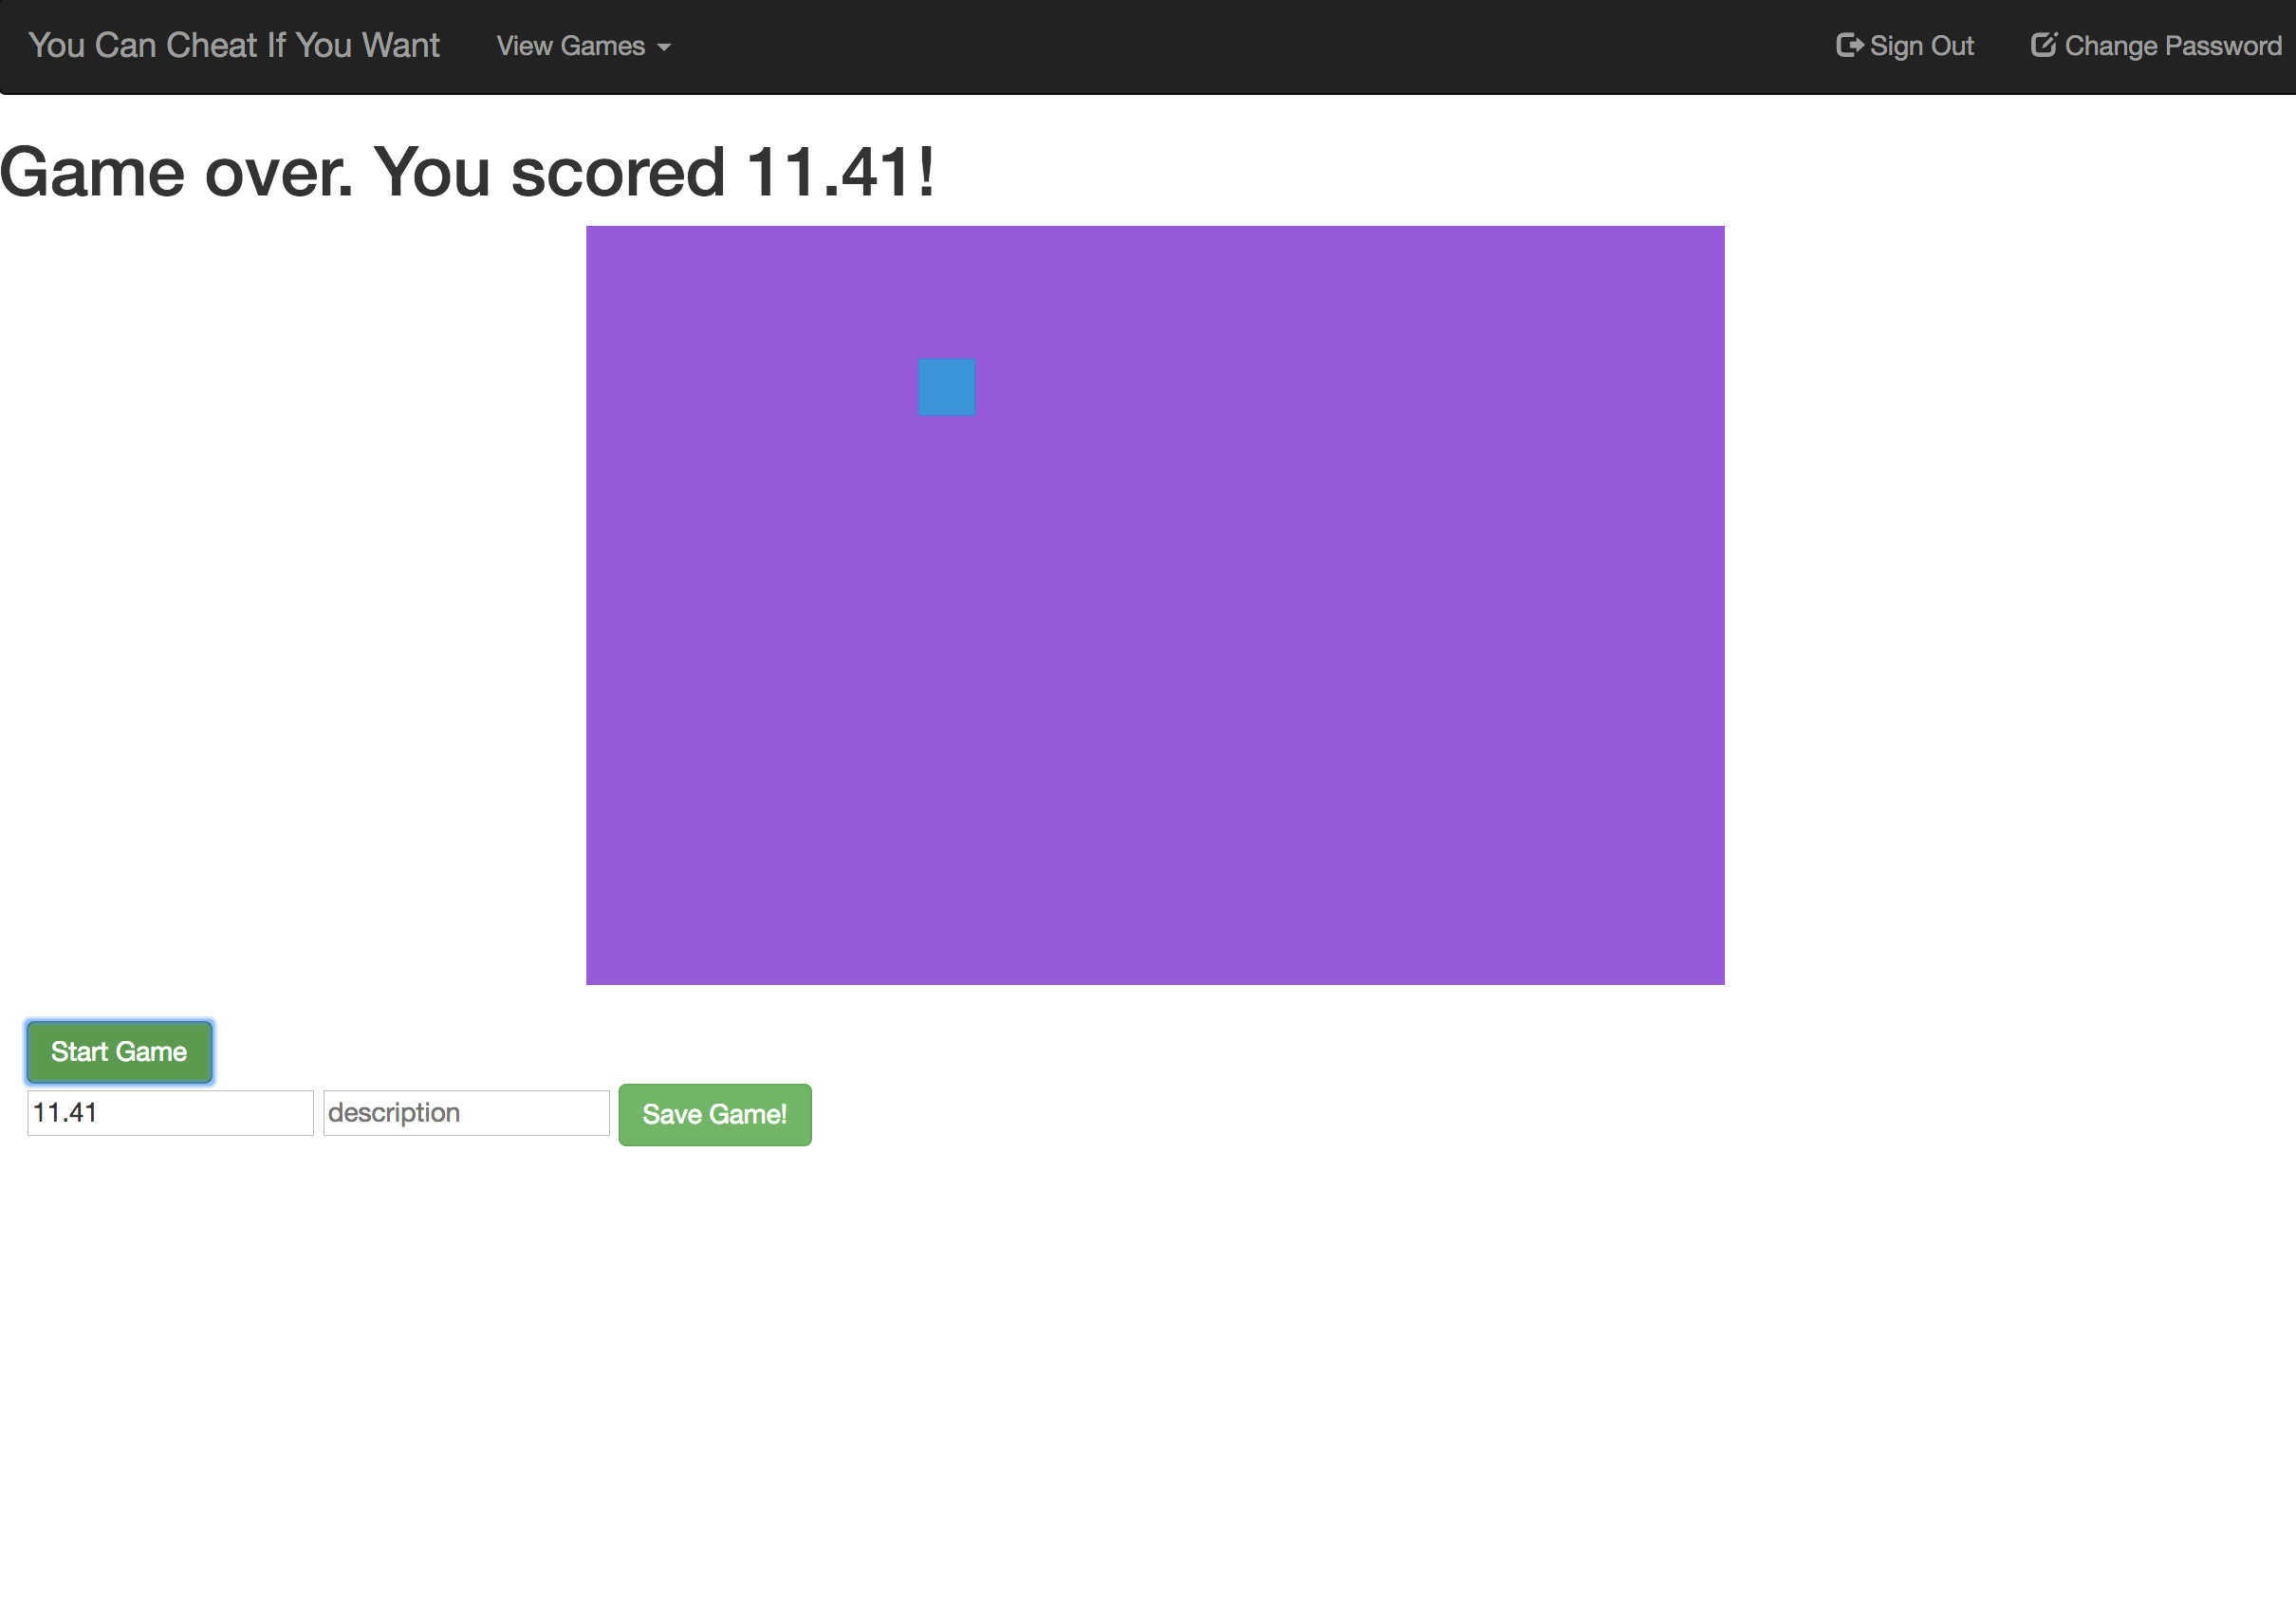 You Can Cheat If You Want View Games Sign Out Change Password
Game over. You scored 11.41!
Start Game
11.41 description Save Game!